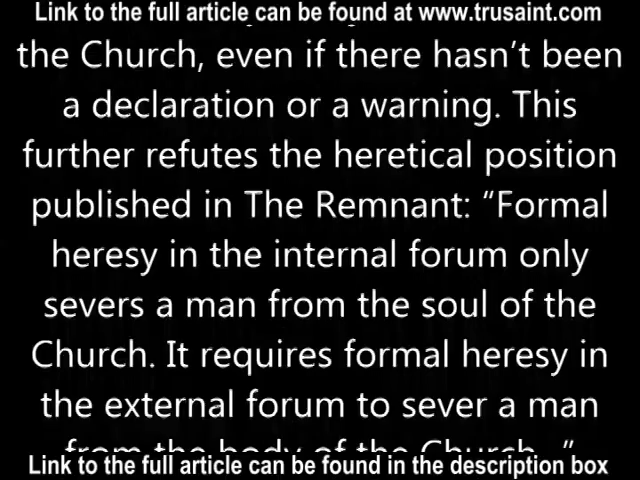 Link to the full article can be found at www.trusaint.com
the Church, even if there hasn’t been
a declaration or a warning. This
further refutes the heretical position
published in The Remnant: “Formal
heresy in the internal forum only
severs a man from the soul of the
Church. It requires formal heresy in
the external forum to sever a man
from the body of the Church
Link to the full article can be found in the description box